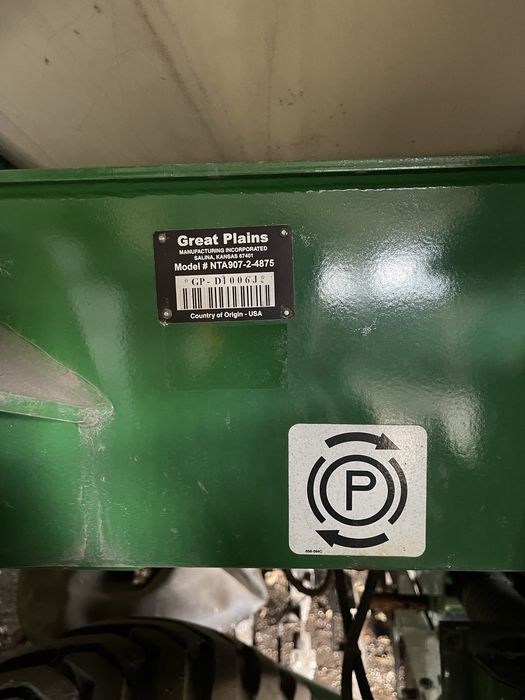 Great Plains
MANUFACTURING INCORPORATED
SALINA, KANSAS 67401
Model # NTA907-2-4875
GP-D1006J
Country of Origin - USA
P